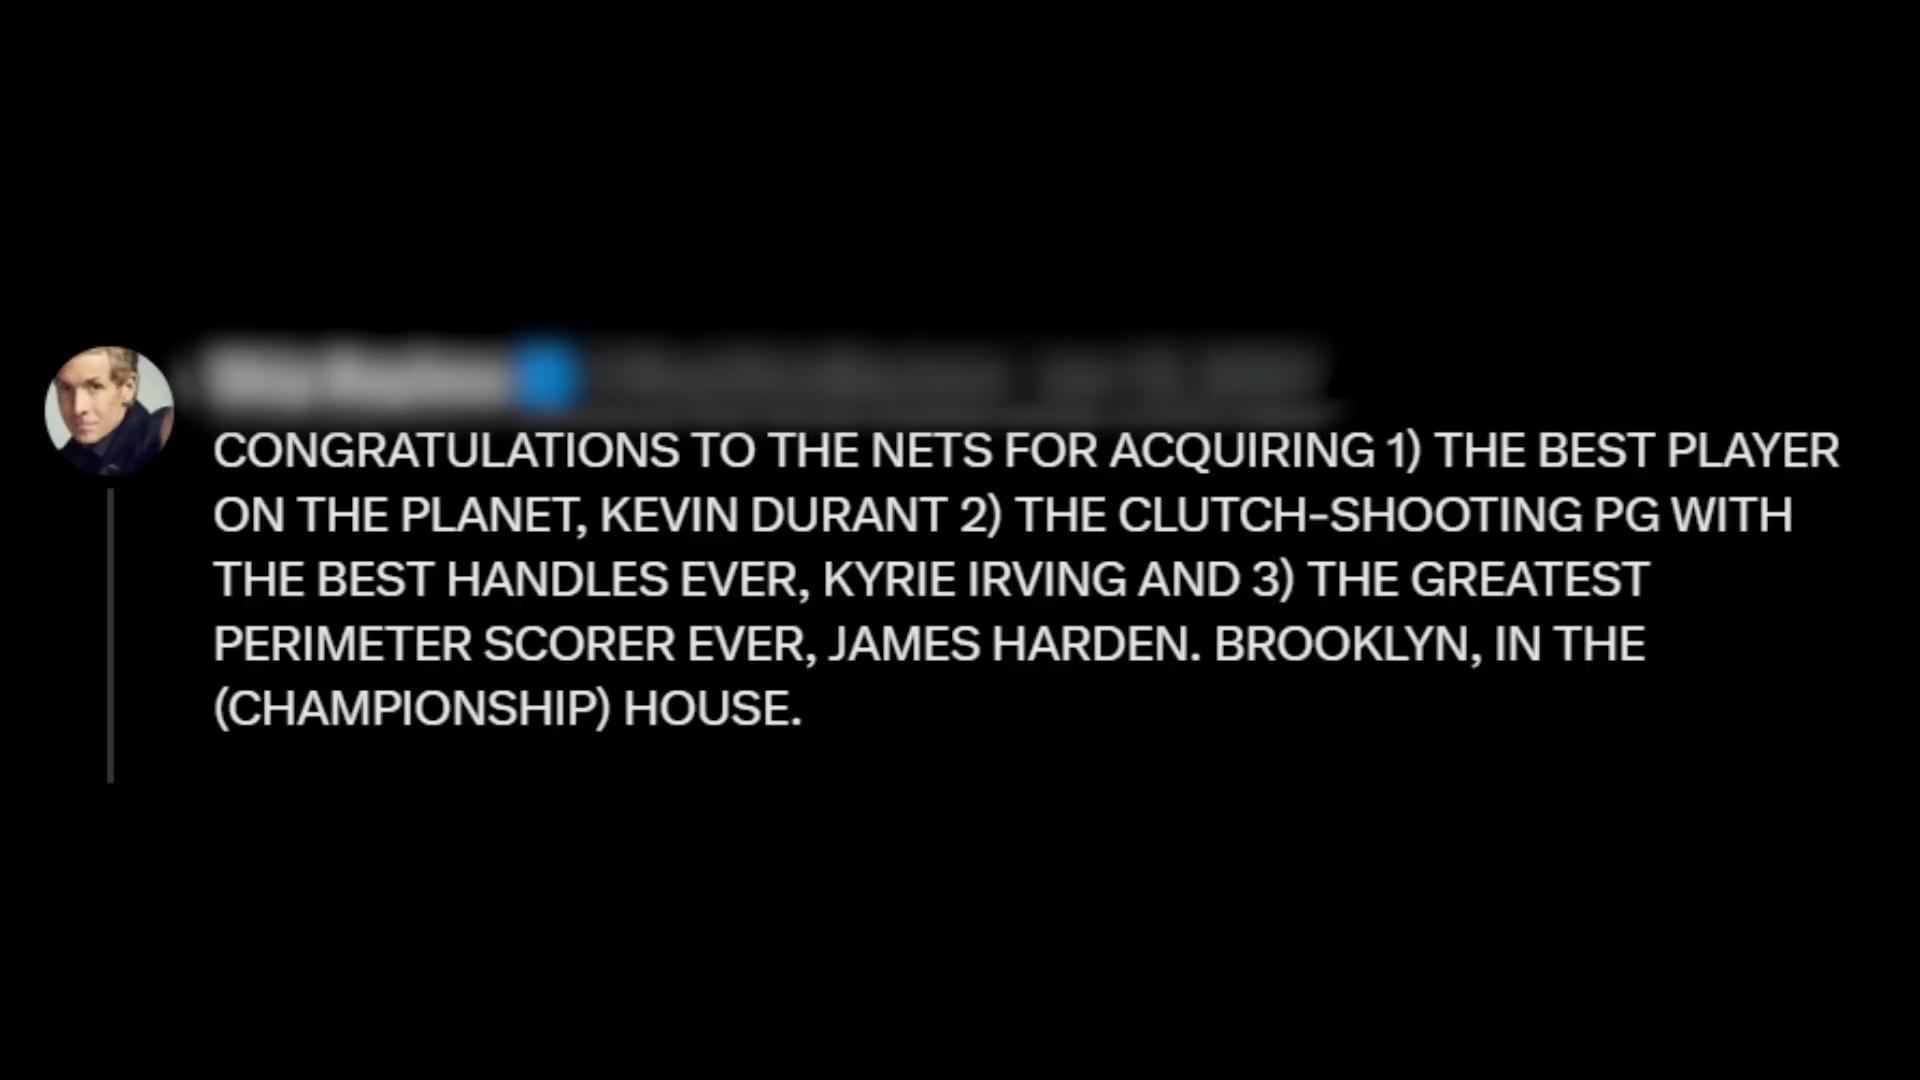 CONGRATULATIONS TO THE NETS FOR ACQUIRING 1) THE BEST PLAYER
ON THE PLANET, KEVIN DURANT 2) THE CLUTCH-SHOOTING PG WITH
THE BEST HANDLES EVER, KYRIE IRVING AND 3) THE GREATEST
PERIMETER SCORER EVER, JAMES HARDEN. BROOKLYN, IN THE
(CHAMPIONSHIP) HOUSE.